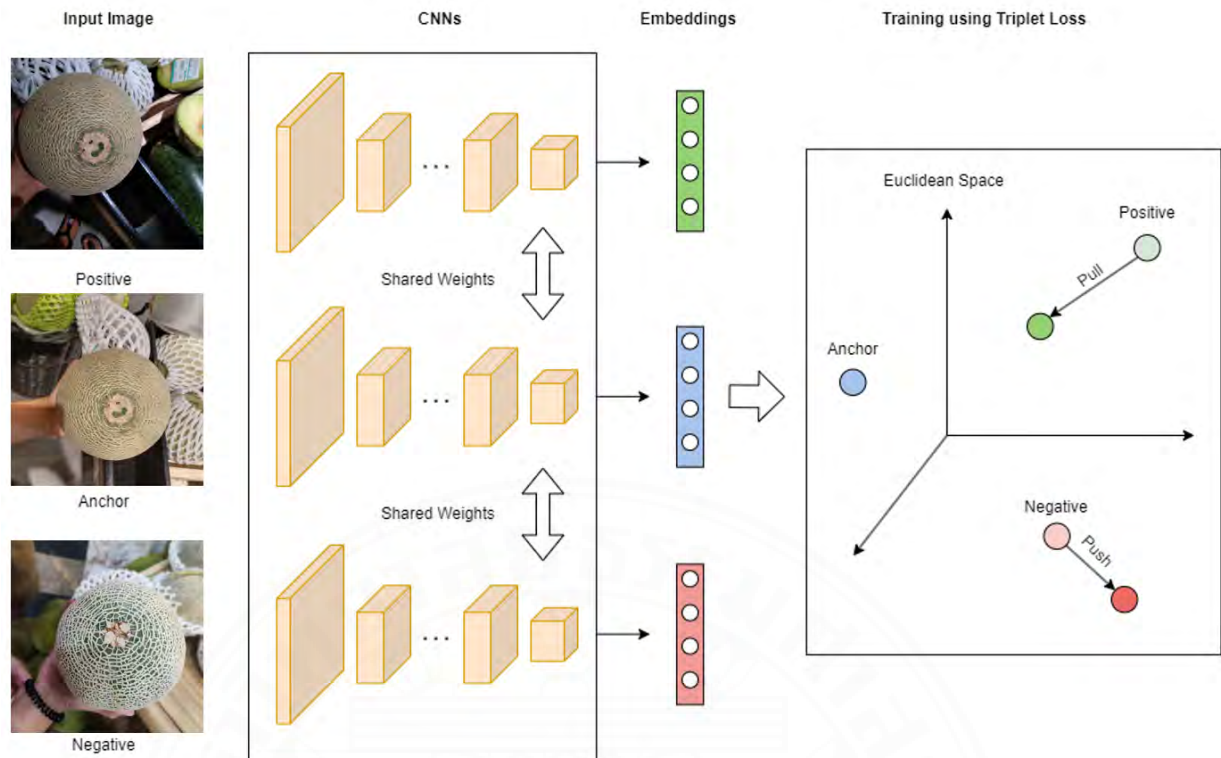 Input Image
CNNs
Embeddings
Training using Triplet Loss
Positive
Shared Weights
Anchor
Shared Weights
Negative
Euclidean Space
Positive
Pull
Anchor
Negative
Push